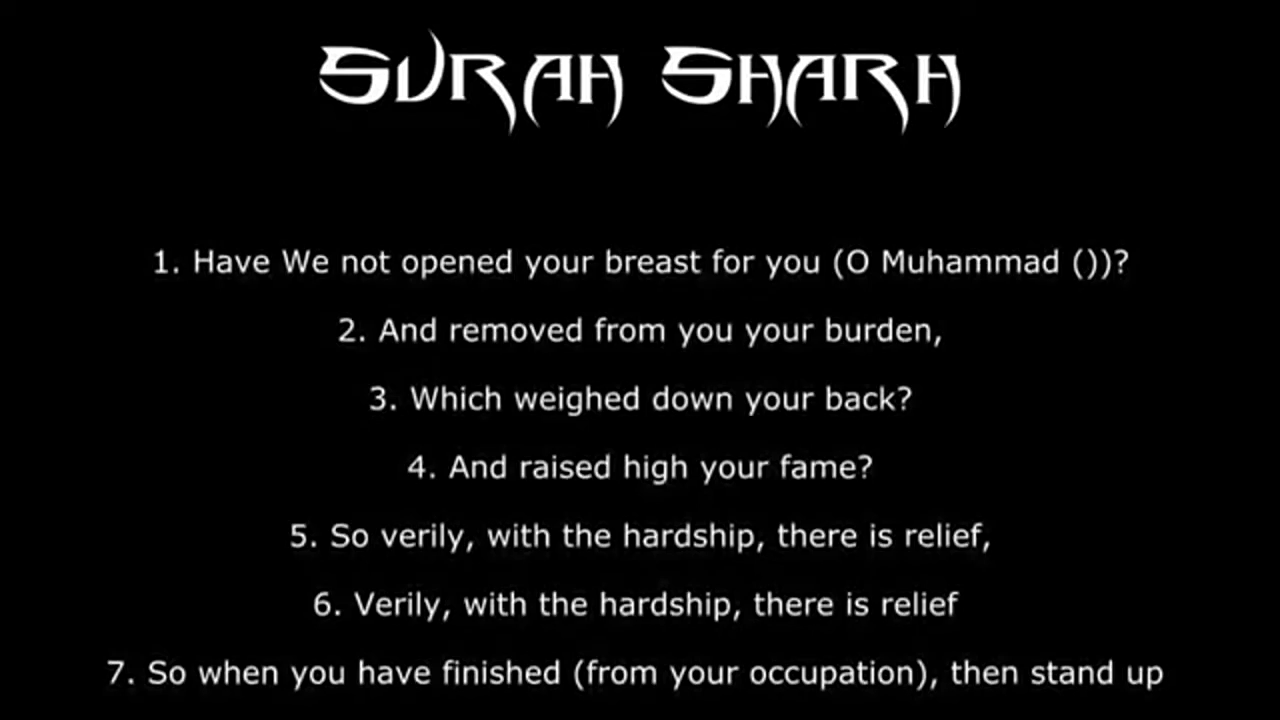 SURAH SHARH
1. Have We not opened your breast for you (O Muhammad ())?
2. And removed from you your burden,
3. Which weighed down your back?
4. And raised high your fame?
5. So verily, with the hardship, there is relief,
6. Verily, with the hardship, there is relief
7. So when you have finished (from your occupation), then stand up